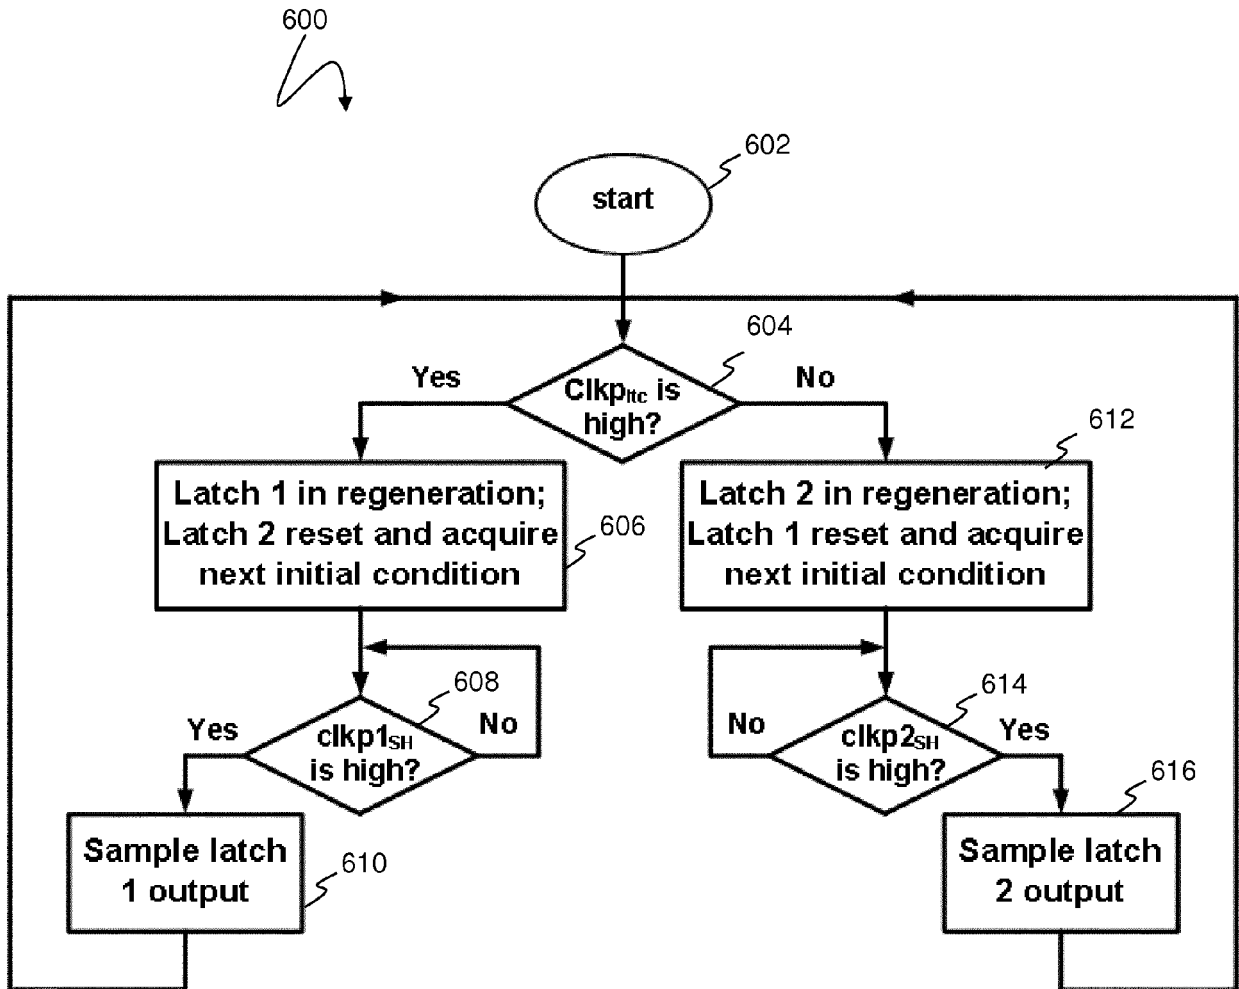 600
602
start
604
Yes
No
Clkpltc is
high?
612
Latch 1 in regeneration;
Latch 2 reset and acquire
next initial condition
606
Latch 2 in regeneration;
Latch 1 reset and acquire
next initial condition
608
Yes
No
clkp1SH
is high?
614
No
Yes
clkp2SH
is high?
616
Sample latch
1 output
610
Sample latch
2 output